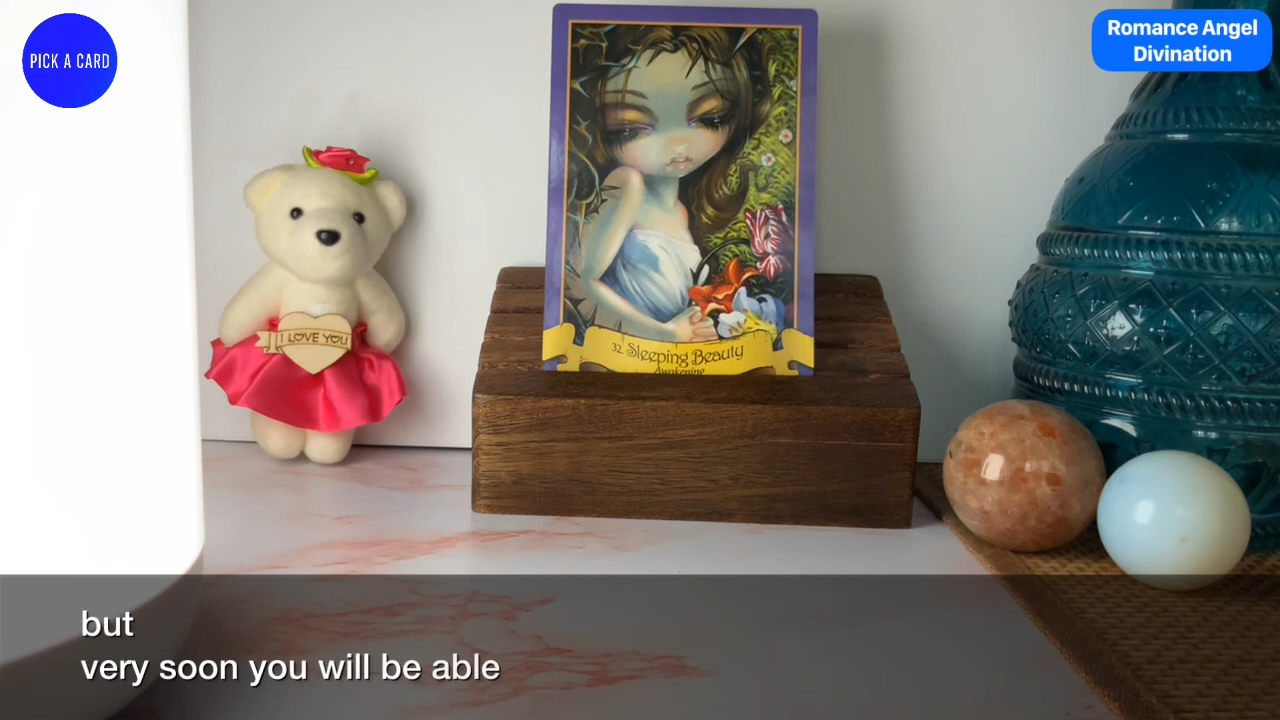 PICK A CARD
Romance Angel
Divination
I LOVE YOU
32 Sleeping Beauty
Awakening
but
very soon you will be able